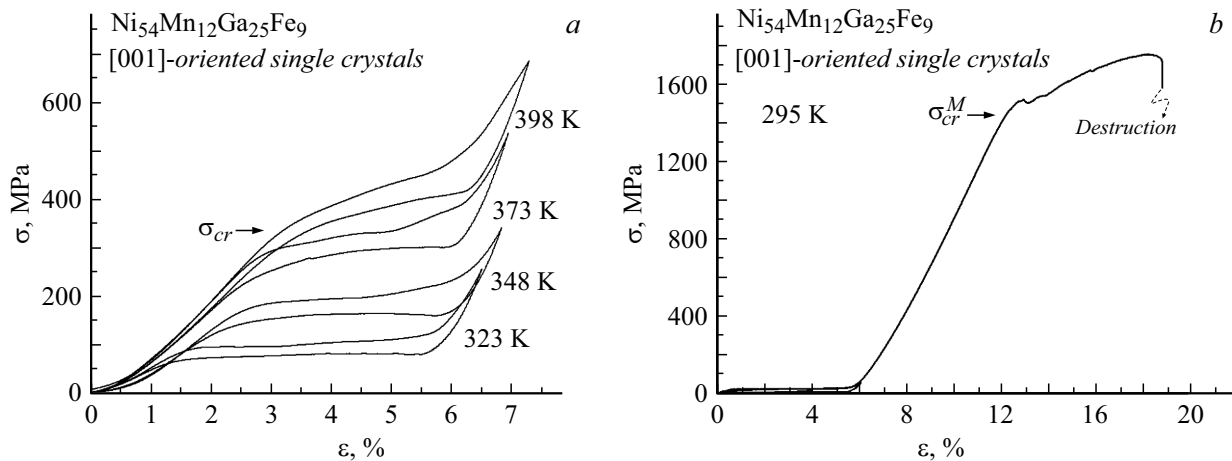 Ni54Mn12Ga25Fe9
a
[001]-oriented single crystals
600
400
200
0
σ, MPa
σcr
398 K
373 K
348 K
323 K
0 1 2 3 4 5 6 7
ε, %
Ni54Mn12Ga25Fe9
b
[001]-oriented single crystals
1600
1200
1800
400
0
σ, MPa
295 K
σcr^M
Destruction
0 4 8 12 16 20
ε, %